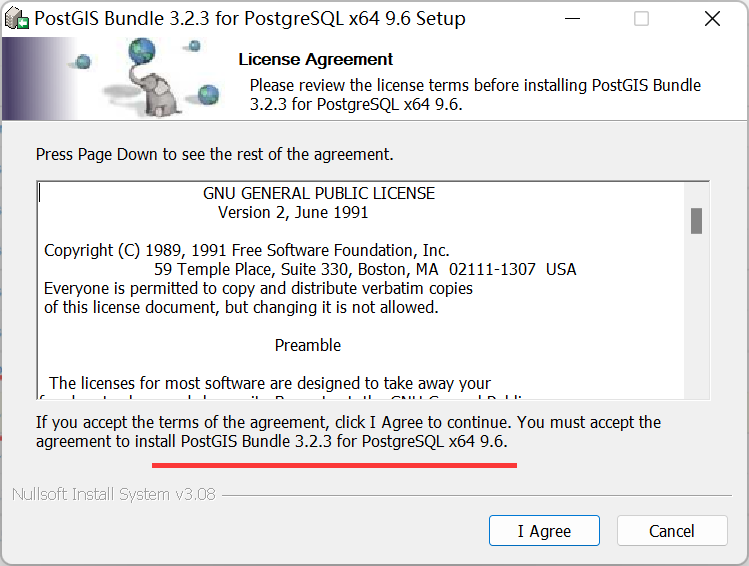 PostGIS Bundle 3.2.3 for PostgreSQL x64 9.6 Setup
License Agreement
Please review the license terms before installing PostGIS Bundle
3.2.3 for PostgreSQL x64 9.6.
Press Page Down to see the rest of the agreement.
GNU GENERAL PUBLIC LICENSE
Version 2, June 1991
Copyright (C) 1989, 1991 Free Software Foundation, Inc.
59 Temple Place, Suite 330, Boston, MA  02111-1307  USA
Everyone is permitted to copy and distribute verbatim copies
of this license document, but changing it is not allowed.
Preamble
The licenses for most software are designed to take away your
If you accept the terms of the agreement, click I Agree to continue. You must accept the
agreement to install PostGIS Bundle 3.2.3 for PostgreSQL x64 9.6.
Nullsoft Install System v3.08
I Agree
Cancel